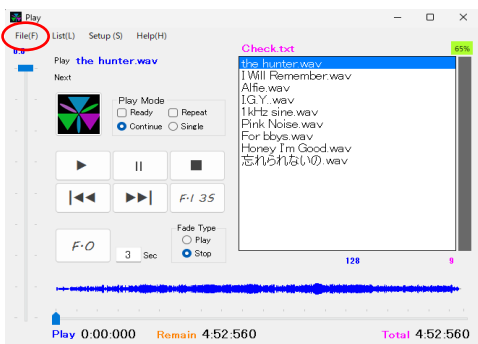 Play
File(F) List(L) Setup (S) Help(H)
0.0
Play the hunter.wav
Next
Play Mode
Ready Repeat
Continue Single
F·I 3S
F·O
3 Sec
Fade Type
Play
Stop
Check.txt
65%
the hunter.wav
I Will Remember.wav
Alfie.wav
I.G.Y..wav
1kHz sine.wav
Pink Noise.wav
For bbys.wav
Honey I'm Good.wav
忘れられないの.wav
128 9
Play 0:00:000 Remain 4:52:560 Total 4:52:560